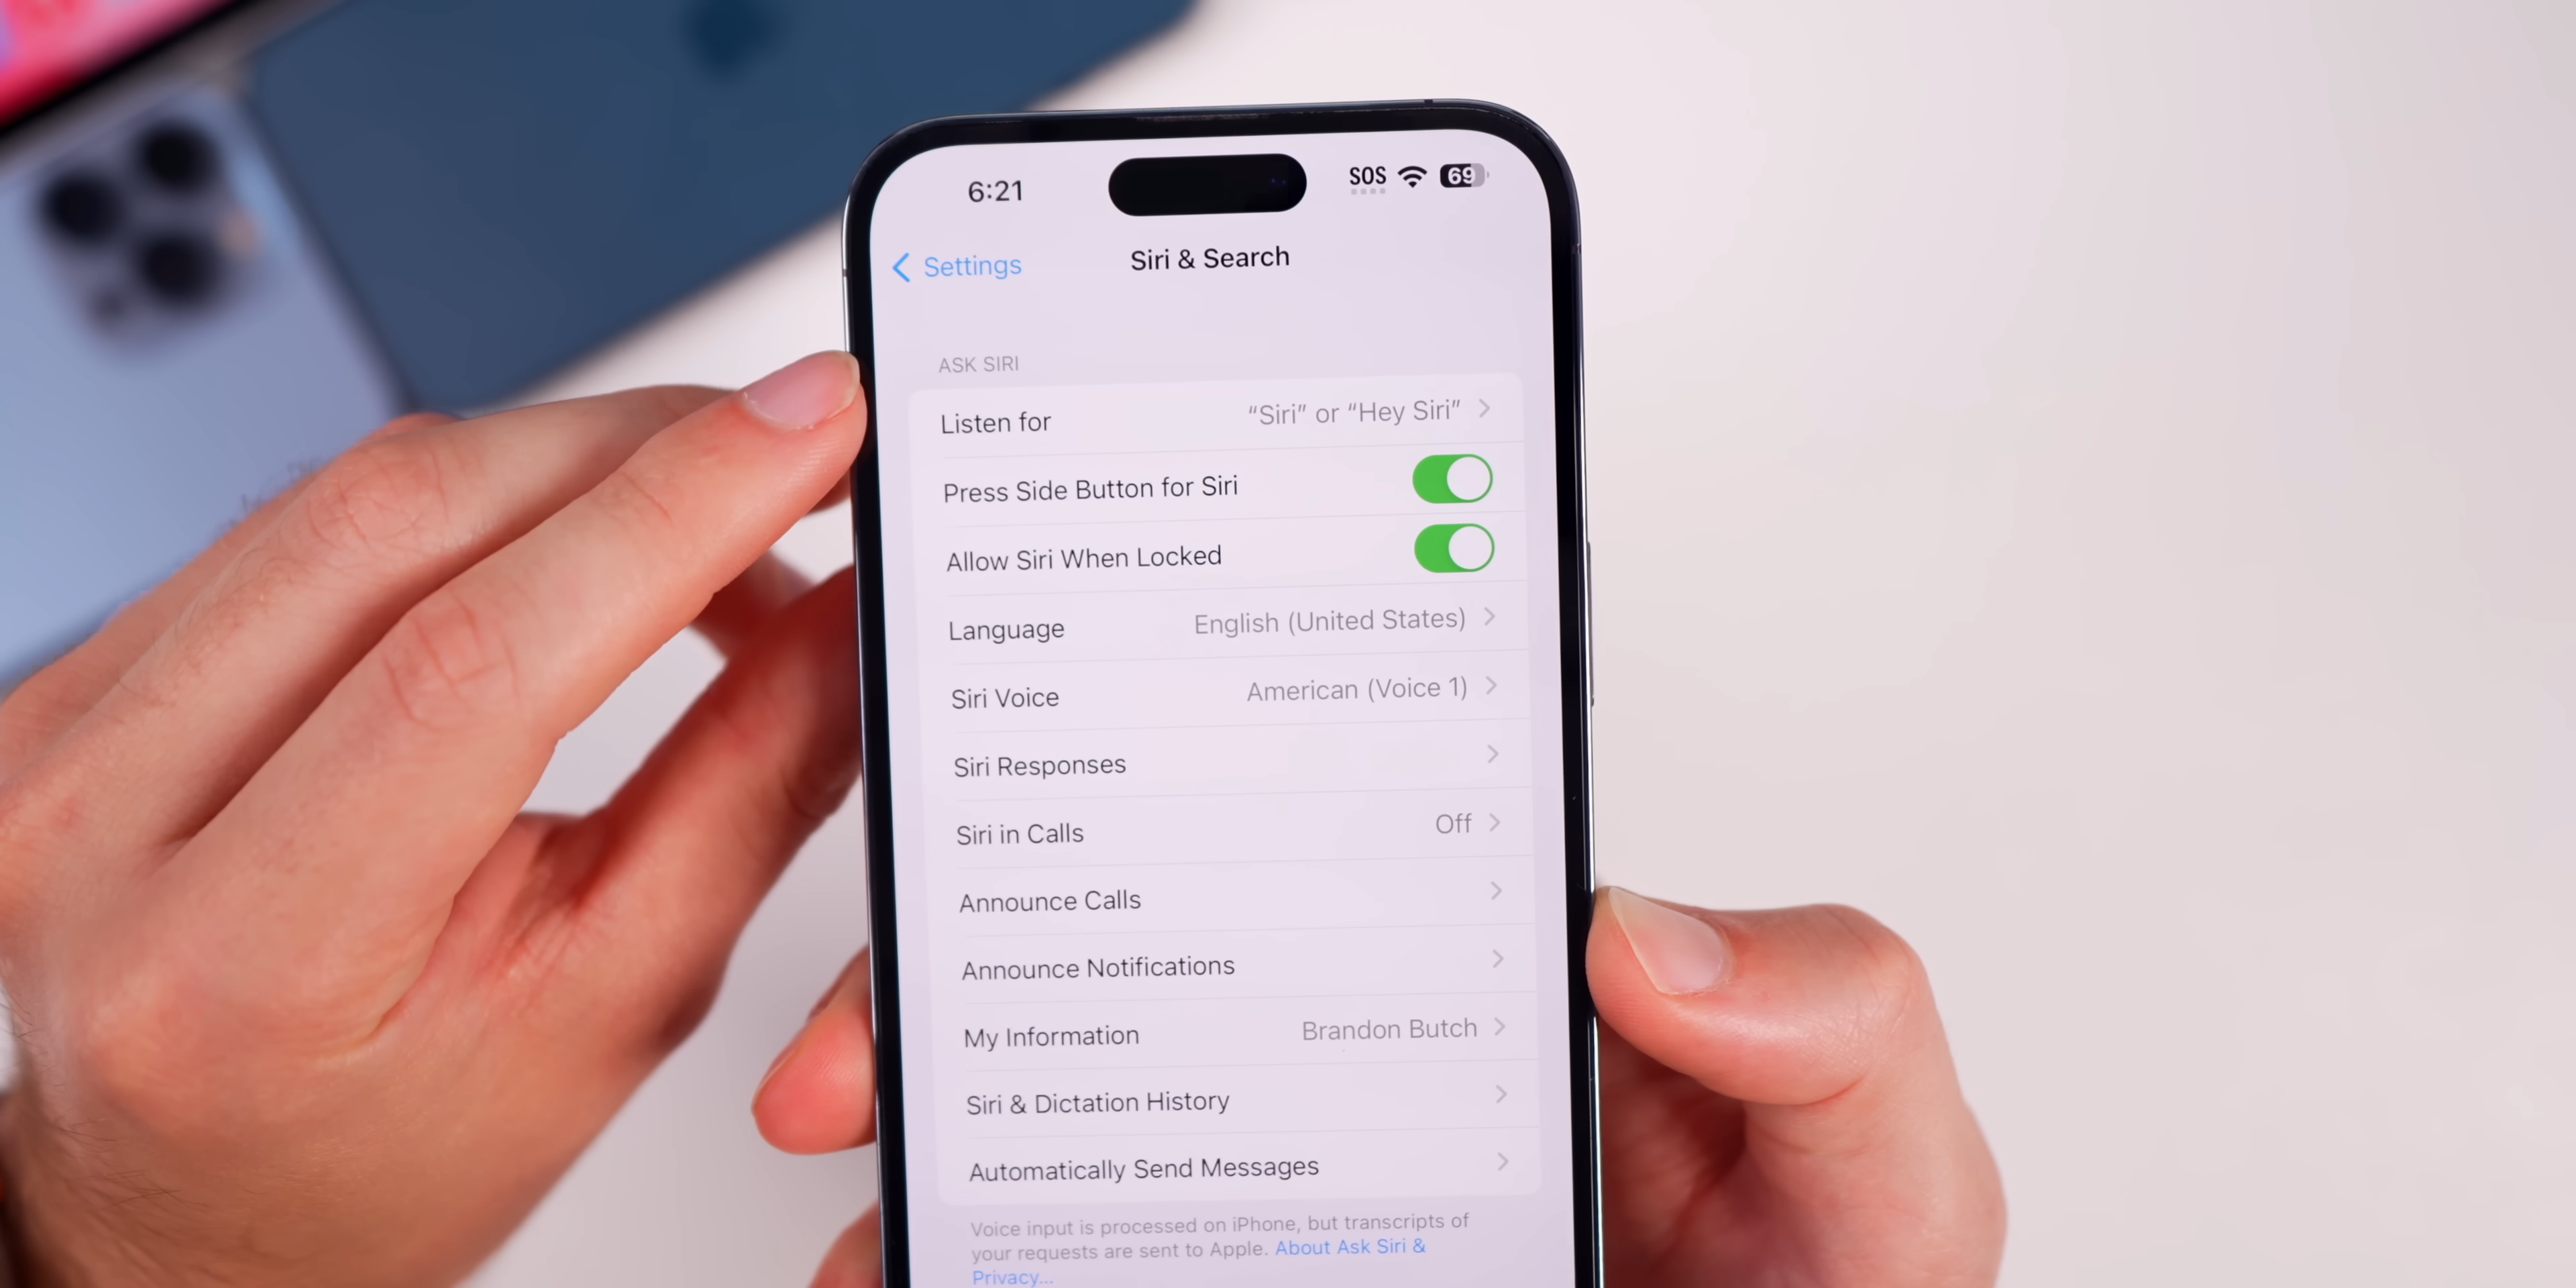 6:21 SOS 69
Settings Siri & Search
ASK SIRI
Listen for “Siri” or “Hey Siri”
Press Side Button for Siri
Allow Siri When Locked
Language English (United States)
Siri Voice American (Voice 1)
Siri Responses
Siri in Calls Off
Announce Calls
Announce Notifications
My Information Brandon Butch
Siri & Dictation History
Automatically Send Messages
Voice input is processed on iPhone, but transcripts of
your requests are sent to Apple. About Ask Siri &
Privacy...